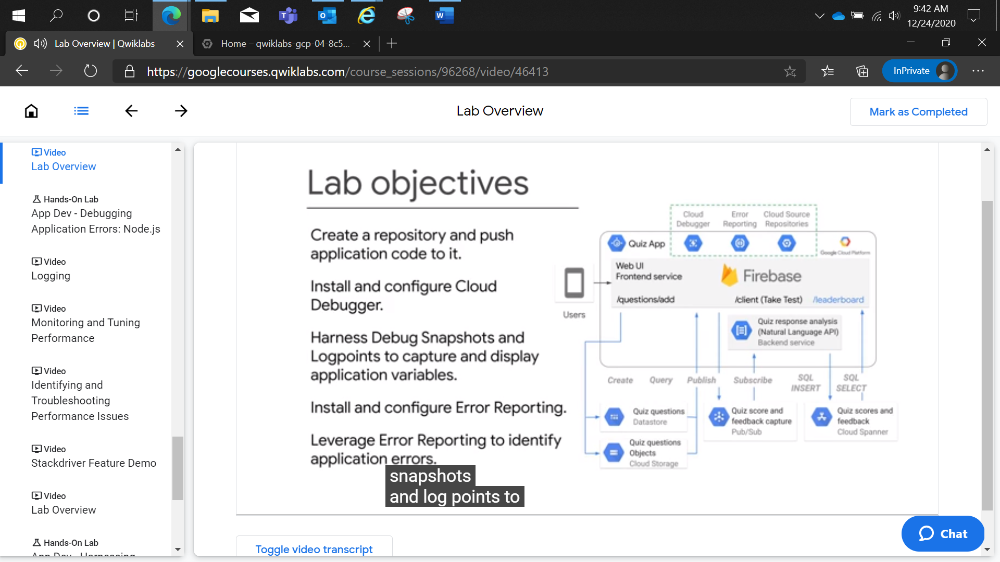 9:42 AM
12/24/2020
Lab Overview | Qwiklabs
Home – qwiklabs-gcp-04-8c5...
https://googlecourses.qwiklabs.com/course_sessions/96268/video/46413
InPrivate
Lab Overview
Mark as Completed
Video
Lab Overview
Hands-On Lab
App Dev - Debugging
Application Errors: Node.js
Video
Logging
Video
Monitoring and Tuning
Performance
Video
Identifying and
Troubleshooting
Performance Issues
Video
Stackdriver Feature Demo
Video
Lab Overview
Hands-On Lab
App Dev - Harnessing
Lab objectives
Create a repository and push
application code to it.
Install and configure Cloud
Debugger.
Harness Debug Snapshots and
Logpoints to capture and display
application variables.
Install and configure Error Reporting.
Leverage Error Reporting to identify
application errors.
snapshots
and log points to
Cloud
Debugger
Error
Reporting
Cloud Source
Repositories
Quiz App
Google Cloud Platform
Web UI
Frontend service
Firebase
/questions/add
/client (Take Test)
/leaderboard
Users
Quiz response analysis
(Natural Language API)
Backend service
Create
Query
Publish
Subscribe
SQL
INSERT
SQL
SELECT
Quiz questions
Datastore
Quiz score and
feedback capture
Pub/Sub
Quiz scores and
feedback
Cloud Spanner
Quiz questions
Objects
Cloud Storage
Toggle video transcript
Chat